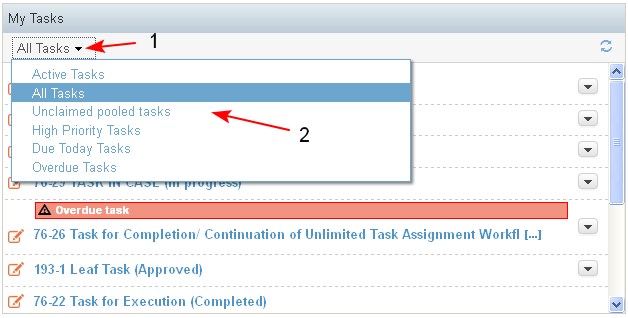 My Tasks
All Tasks
1
Active Tasks
All Tasks
Unclaimed pooled tasks
High Priority Tasks
Due Today Tasks
Overdue Tasks
2
76-29 TASK IN CASE (in progress)
Overdue task
76-26 Task for Completion/ Continuation of Unlimited Task Assignment Workfl [...]
193-1 Leaf Task (Approved)
76-22 Task for Execution (Completed)